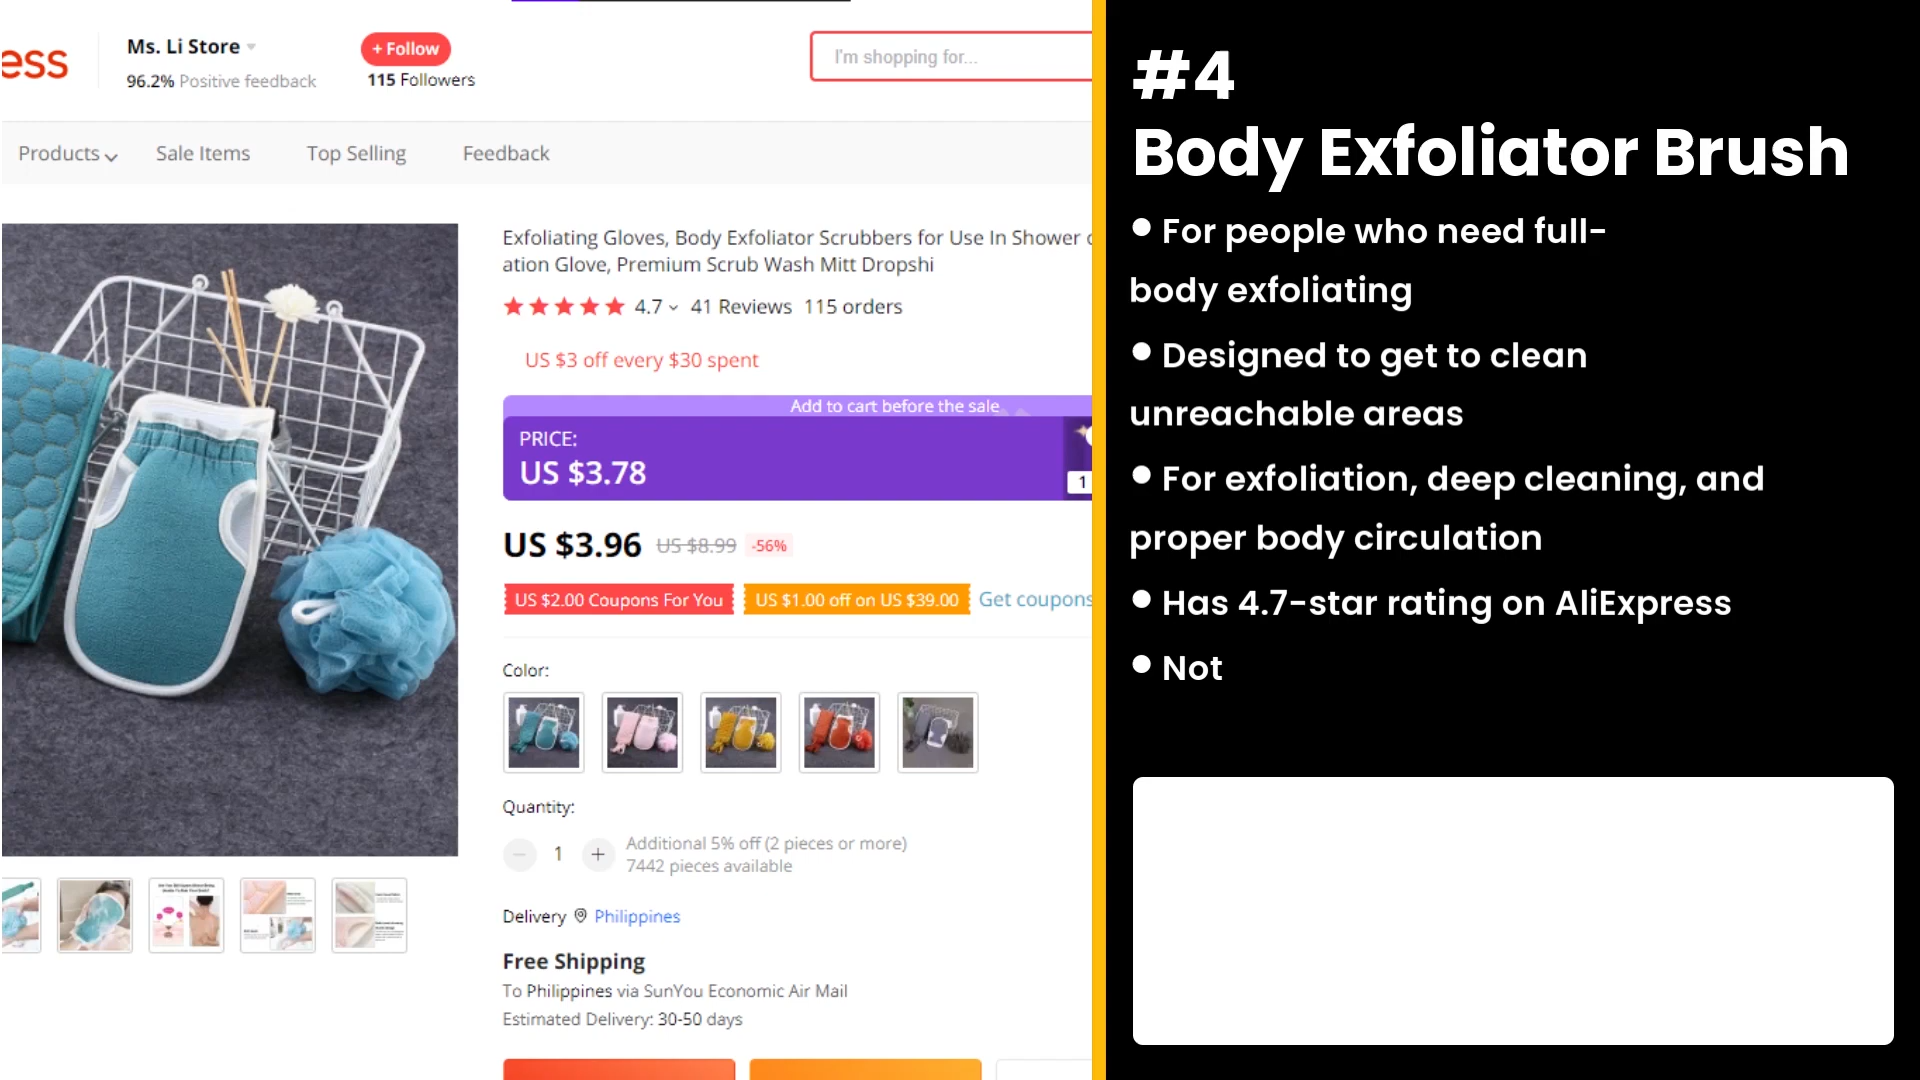 ess
Ms. Li Store
+ Follow
96.2% Positive feedback
115 Followers
I'm shopping for...
Products
Sale Items
Top Selling
Feedback
Exfoliating Gloves, Body Exfoliator Scrubbers for Use In Shower
ation Glove, Premium Scrub Wash Mitt Dropshi
4.7
41 Reviews
115 orders
US $3 off every $30 spent
Add to cart before the sale
PRICE:
US $3.78
1
US $3.96
US $8.99
-56%
US $2.00 Coupons For You
US $1.00 off on US $39.00
Get coupons
Color:
Quantity:
1
Additional 5% off (2 pieces or more)
7442 pieces available
Delivery
Philippines
Free Shipping
To Philippines via SunYou Economic Air Mail
Estimated Delivery: 30-50 days
#4
Body Exfoliator Brush
• For people who need full-
body exfoliating
• Designed to get to clean
unreachable areas
• For exfoliation, deep cleaning, and
proper body circulation
• Has 4.7-star rating on AliExpress
• Not